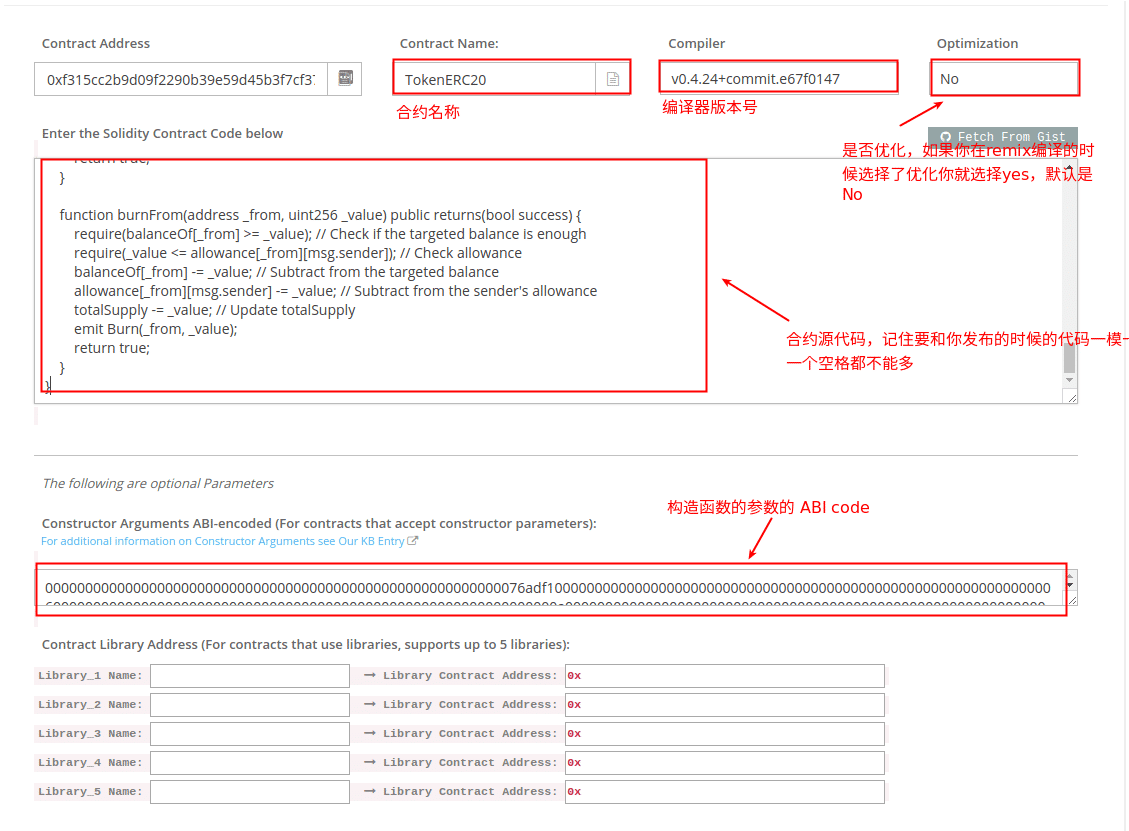 Contract Address
Contract Name:
Compiler
Optimization
0xf315cc2b9d09f2290b39e59d45b3f7cf3
TokenERC20
v0.4.24+commit.e67f0147
No
合约名称
编译器版本号
Enter the Solidity Contract Code below
Fetch From Gist
是否优化，如果你在remix编译的时
候选择了优化你就选择yes，默认是
No
return true;
}
function burnFrom(address _from, uint256 _value) public returns(bool success) {
require(balanceOf[_from] >= _value); // Check if the targeted balance is enough
require(_value <= allowance[_from][msg.sender]); // Check allowance
balanceOf[_from] -= _value; // Subtract from the targeted balance
allowance[_from][msg.sender] -= _value; // Subtract from the sender's allowance
totalSupply -= _value; // Update totalSupply
emit Burn(_from, _value);
return true;
}
}
合约源代码，记住要和你发布的时候的代码一模一
一个空格都不能多
The following are optional Parameters
构造函数的参数的 ABI code
Constructor Arguments ABI-encoded (For contracts that accept constructor parameters):
For additional information on Constructor Arguments see Our KB Entry
Contract Library Address (For contracts that use libraries, supports up to 5 libraries):
Library_1 Name: → Library Contract Address: 0x
Library_2 Name: → Library Contract Address: 0x
Library_3 Name: → Library Contract Address: 0x
Library_4 Name: → Library Contract Address: 0x
Library_5 Name: → Library Contract Address: 0x